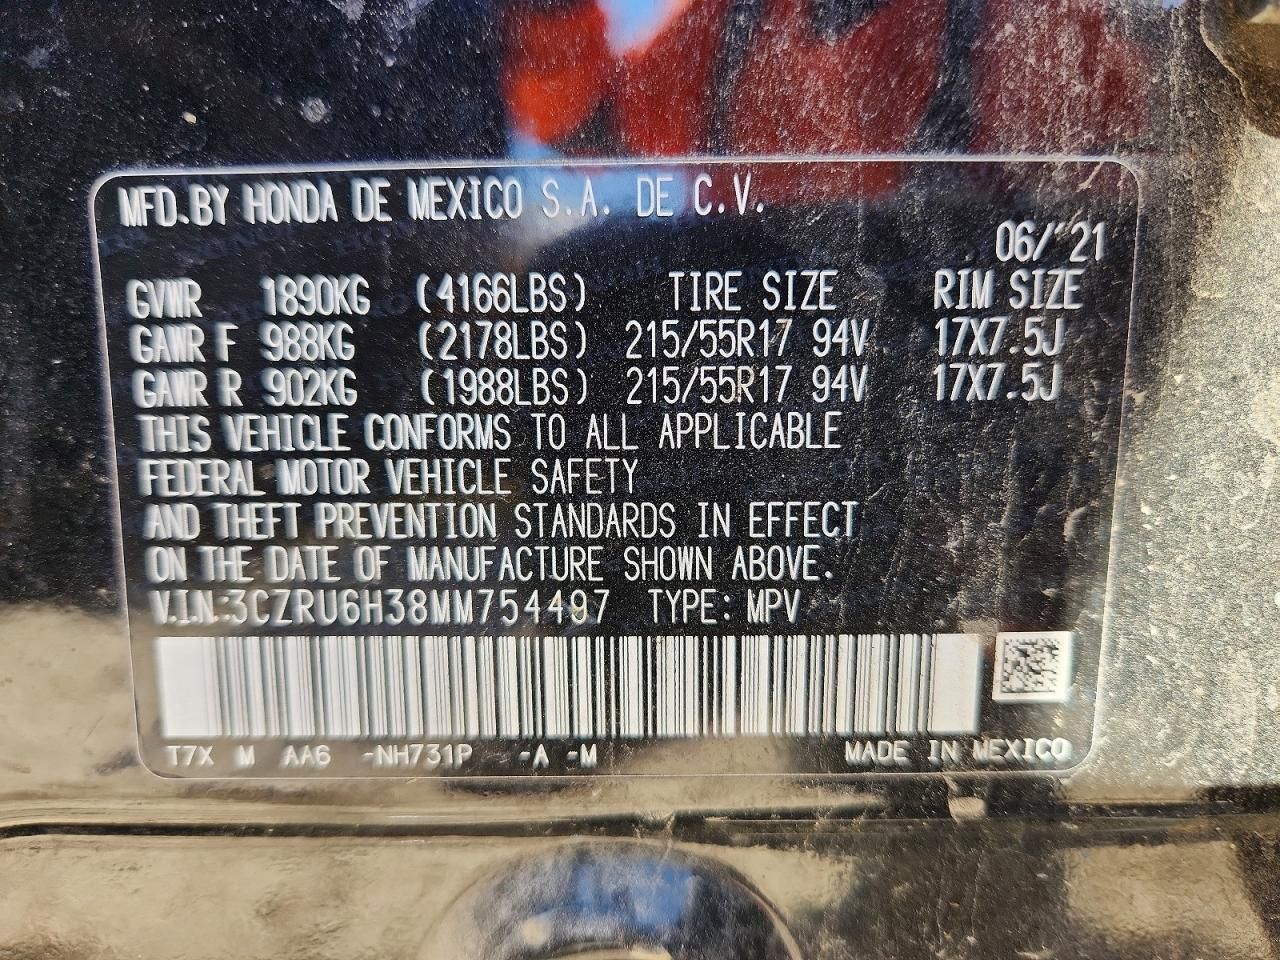 MFD.BY HONDA DE MEXICO S.A. DE C.V.
06/'21
GVWR 1890KG (4166LBS) TIRE SIZE RIM SIZE
GAWR F 988KG (2178LBS) 215/55R17 94V 17X7.5J
GAWR R 902KG (1988LBS) 215/55R17 94V 17X7.5J
THIS VEHICLE CONFORMS TO ALL APPLICABLE
FEDERAL MOTOR VEHICLE SAFETY
AND THEFT PREVENTION STANDARDS IN EFFECT
ON THE DATE OF MANUFACTURE SHOWN ABOVE.
V.I.N:3CZRU6H38MM754497 TYPE: MPV
T7X M AA6 -NH731P -A -M MADE IN MEXICO